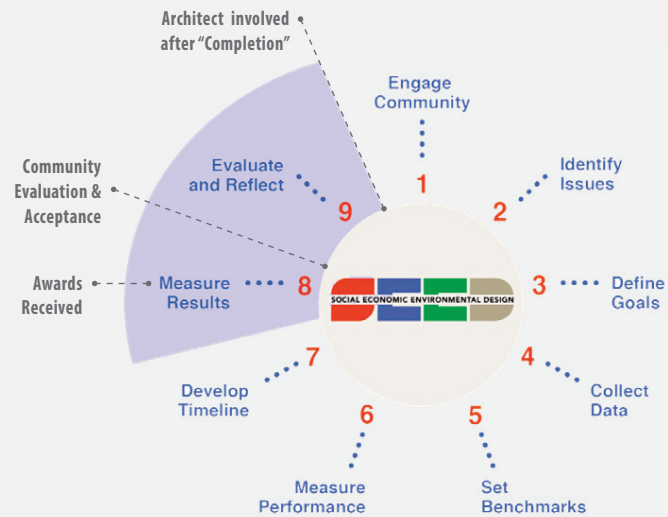 Architect involved
after “Completion”
Engage
Community
1
Identify
Issues
2
Define
Goals
3
Collect
Data
4
Set
Benchmarks
5
Measure
Performance
6
Develop
Timeline
7
Measure
Results
8
Evaluate
and Reflect
9
Community
Evaluation &
Acceptance
Awards
Received
SOCIAL ECONOMIC ENVIRONMENTAL DESIGN